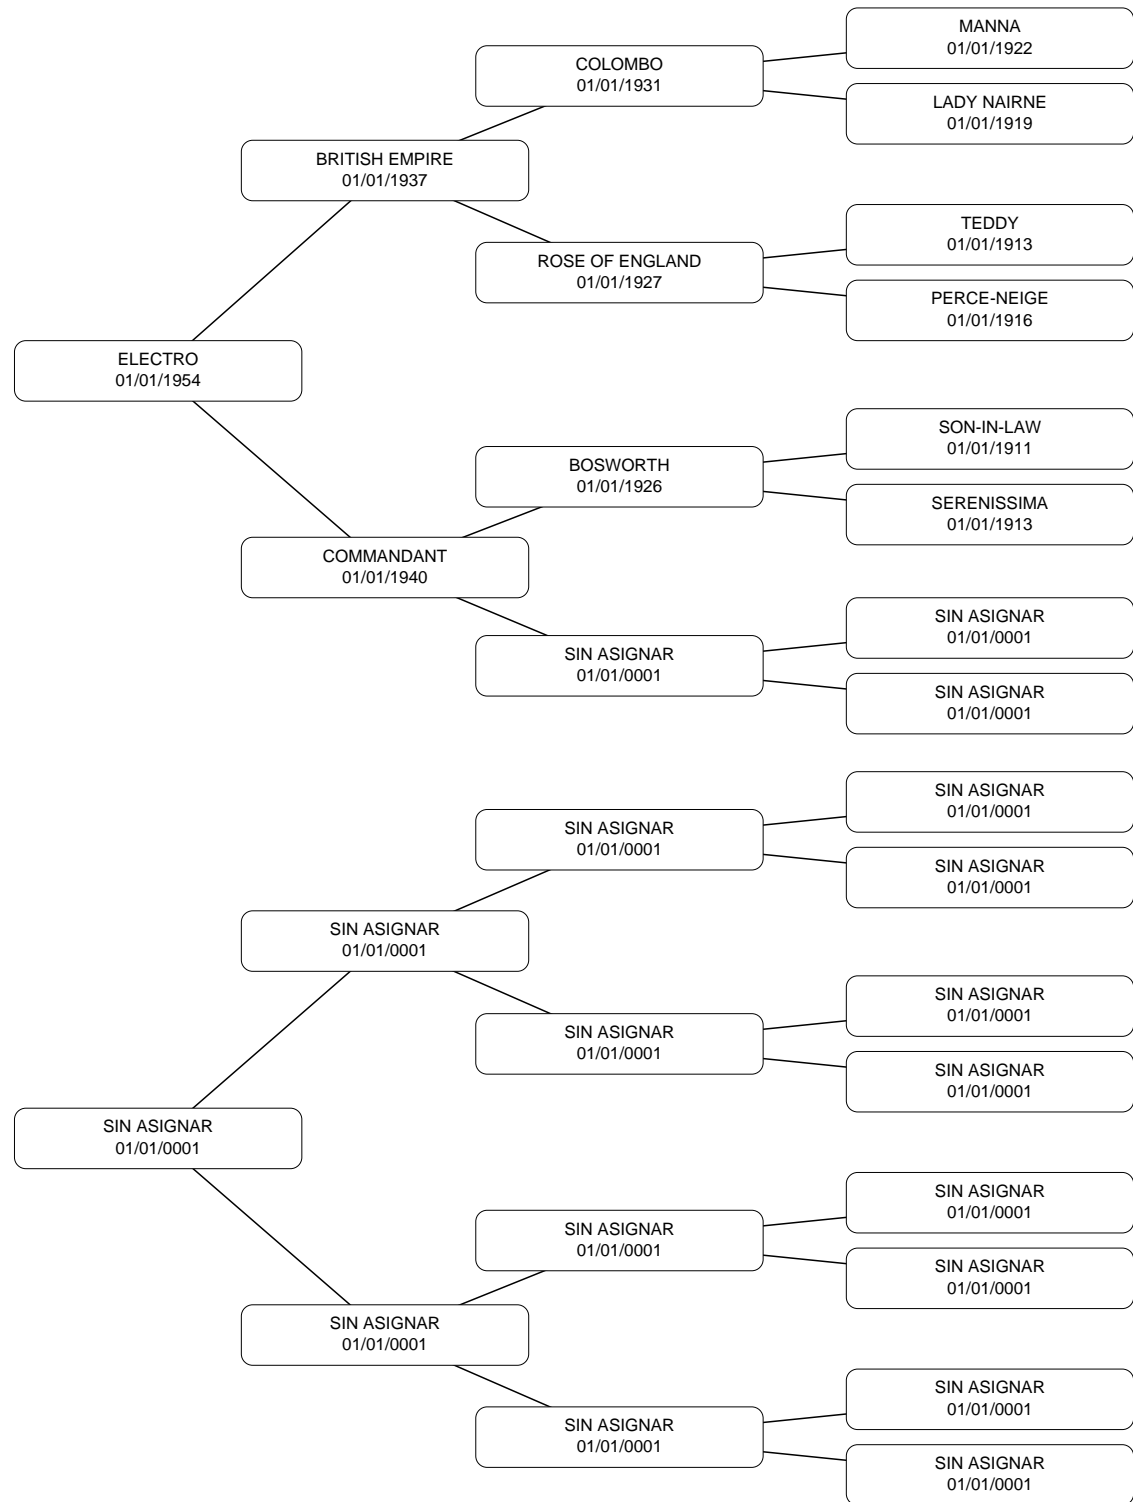 MANNA
01/01/1922
COLOMBO
01/01/1931
LADY NAIRNE
01/01/1919
BRITISH EMPIRE
01/01/1937
TEDDY
01/01/1913
ROSE OF ENGLAND
01/01/1927
PERCE-NEIGE
01/01/1916
ELECTRO
01/01/1954
SON-IN-LAW
01/01/1911
BOSWORTH
01/01/1926
SERENISSIMA
01/01/1913
COMMANDANT
01/01/1940
SIN ASIGNAR
01/01/0001
SIN ASIGNAR
01/01/0001
SIN ASIGNAR
01/01/0001
SIN ASIGNAR
01/01/0001
SIN ASIGNAR
01/01/0001
SIN ASIGNAR
01/01/0001
SIN ASIGNAR
01/01/0001
SIN ASIGNAR
01/01/0001
SIN ASIGNAR
01/01/0001
SIN ASIGNAR
01/01/0001
SIN ASIGNAR
01/01/0001
SIN ASIGNAR
01/01/0001
SIN ASIGNAR
01/01/0001
SIN ASIGNAR
01/01/0001
SIN ASIGNAR
01/01/0001
SIN ASIGNAR
01/01/0001
SIN ASIGNAR
01/01/0001
SIN ASIGNAR
01/01/0001